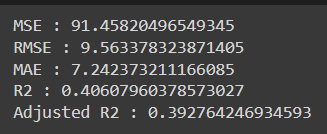 MSE : 91.45820496549345
RMSE : 9.563378323871405
MAE : 7.242373211166085
R2 : 0.40607960378573027
Adjusted R2 : 0.392764246934593